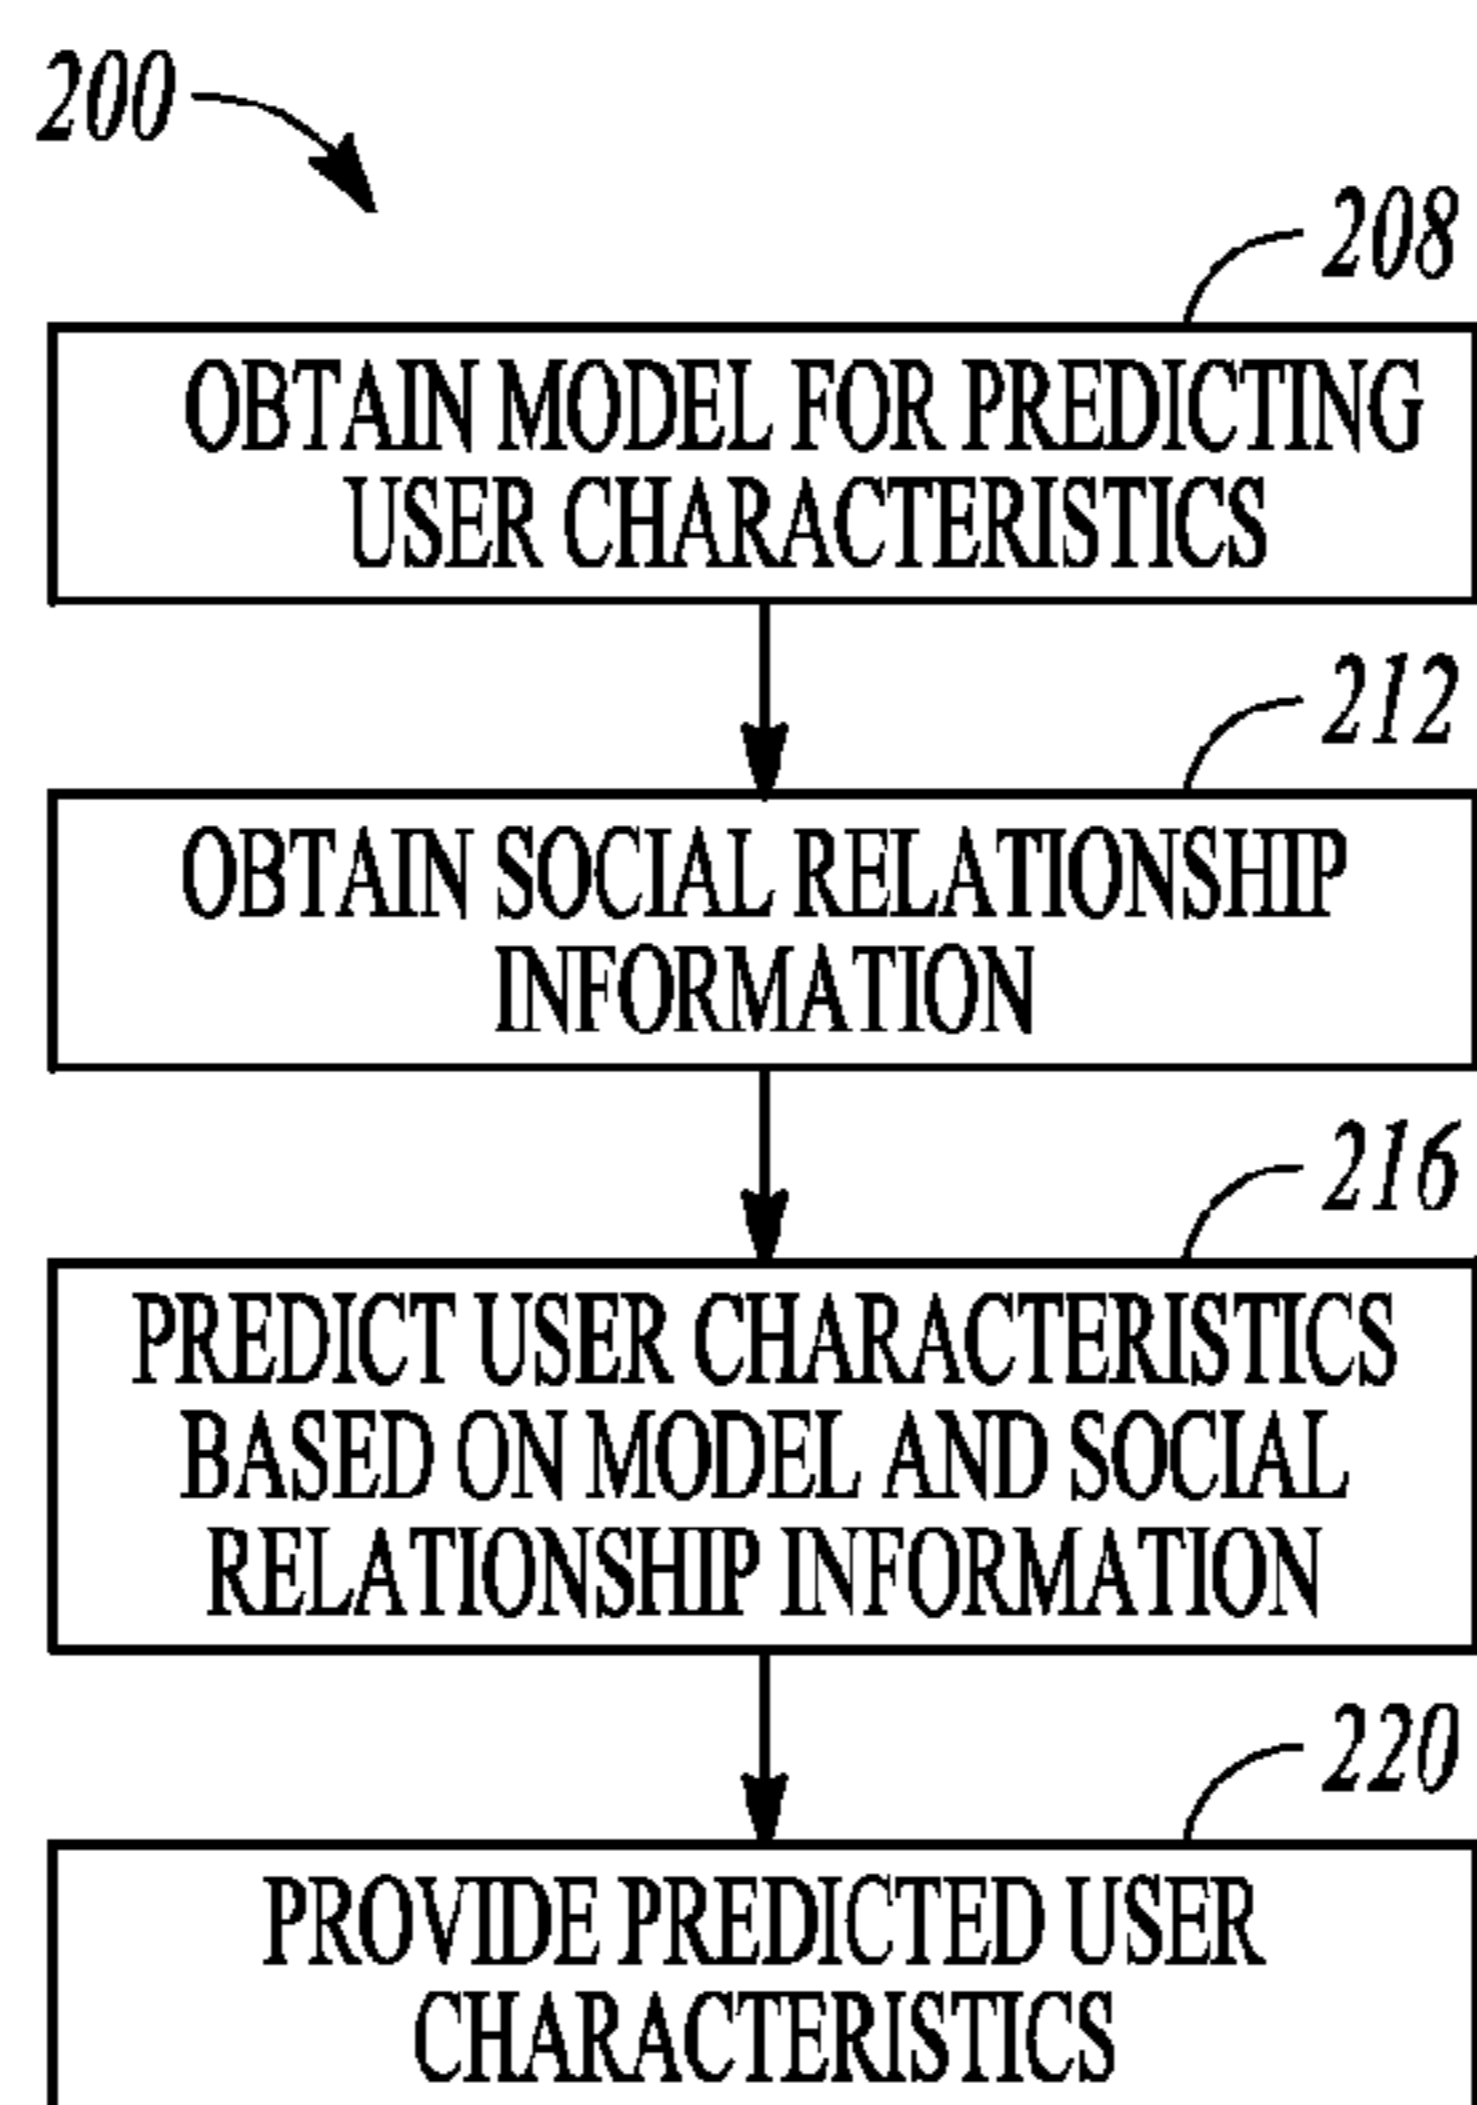 200
208
OBTAIN MODEL FOR PREDICTING
USER CHARACTERISTICS
212
OBTAIN SOCIAL RELATIONSHIP
INFORMATION
216
PREDICT USER CHARACTERISTICS
BASED ON MODEL AND SOCIAL
RELATIONSHIP INFORMATION
220
PROVIDE PREDICTED USER
CHARACTERISTICS